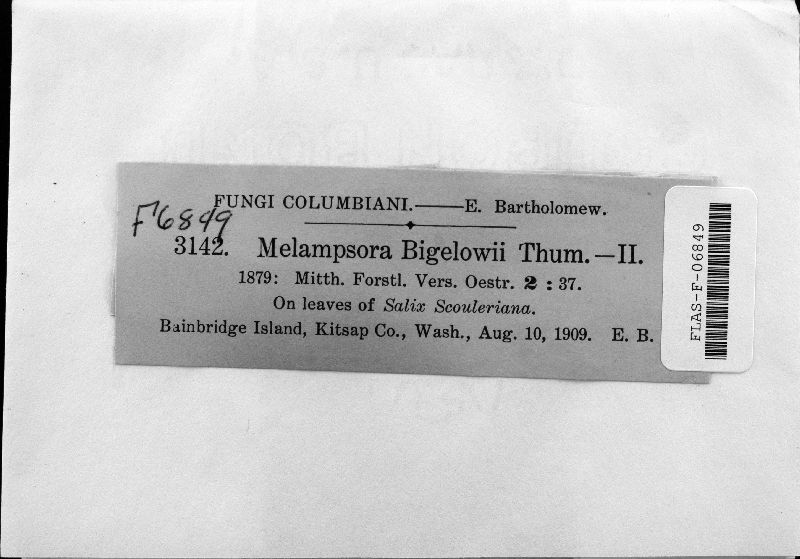 FUNGI COLUMBIANI.——E. Bartholomew.
F6849
3142. Melampsora Bigelowii Thum.—II.
1879: Mitth. Forstl. Vers. Oestr. 2 : 37.
On leaves of Salix Scouleriana.
Bainbridge Island, Kitsap Co., Wash., Aug. 10, 1909. E. B.
FLAS-F-06849